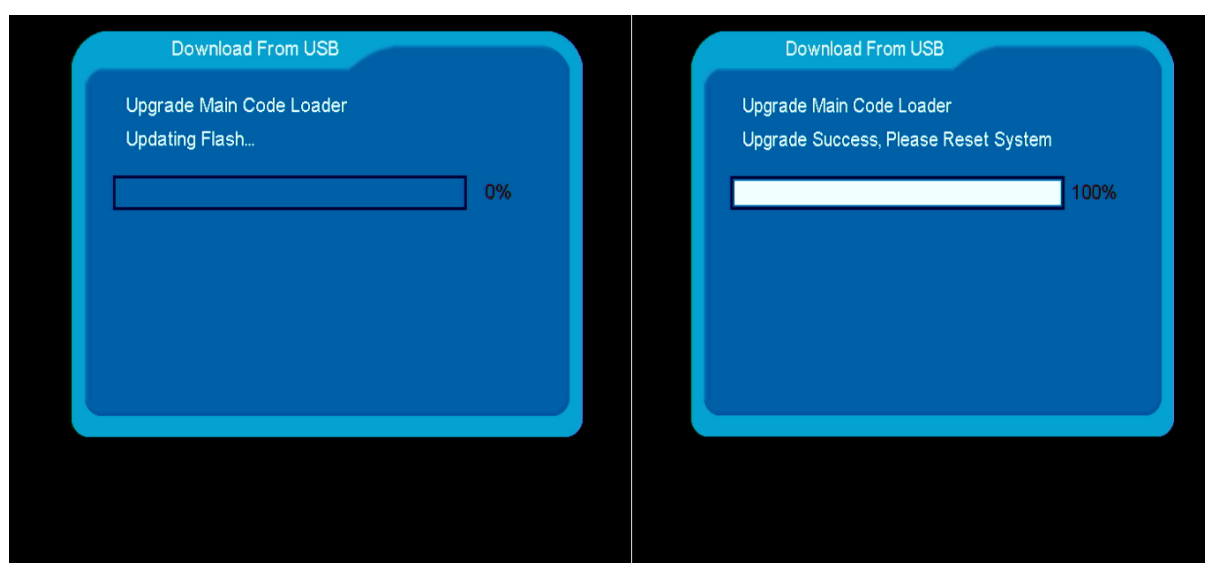 Download From USB
Upgrade Main Code Loader
Updating Flash...
0%
Download From USB
Upgrade Main Code Loader
Upgrade Success, Please Reset System
100%